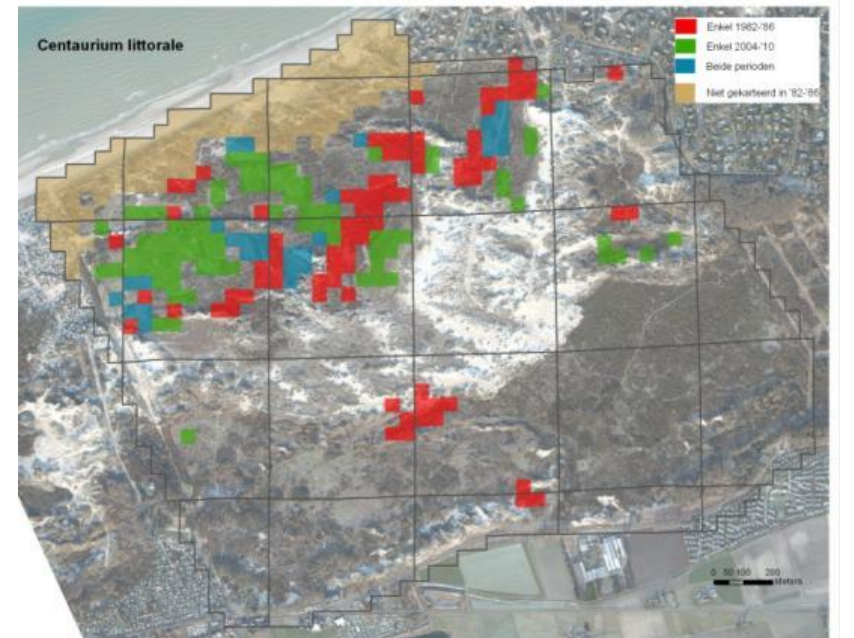 Centaurium littorale
Enkel 1982-'86
Enkel 2004-'10
Beide perioden
Niet gekarteerd in '82-'86
0 50 100 200
Meters